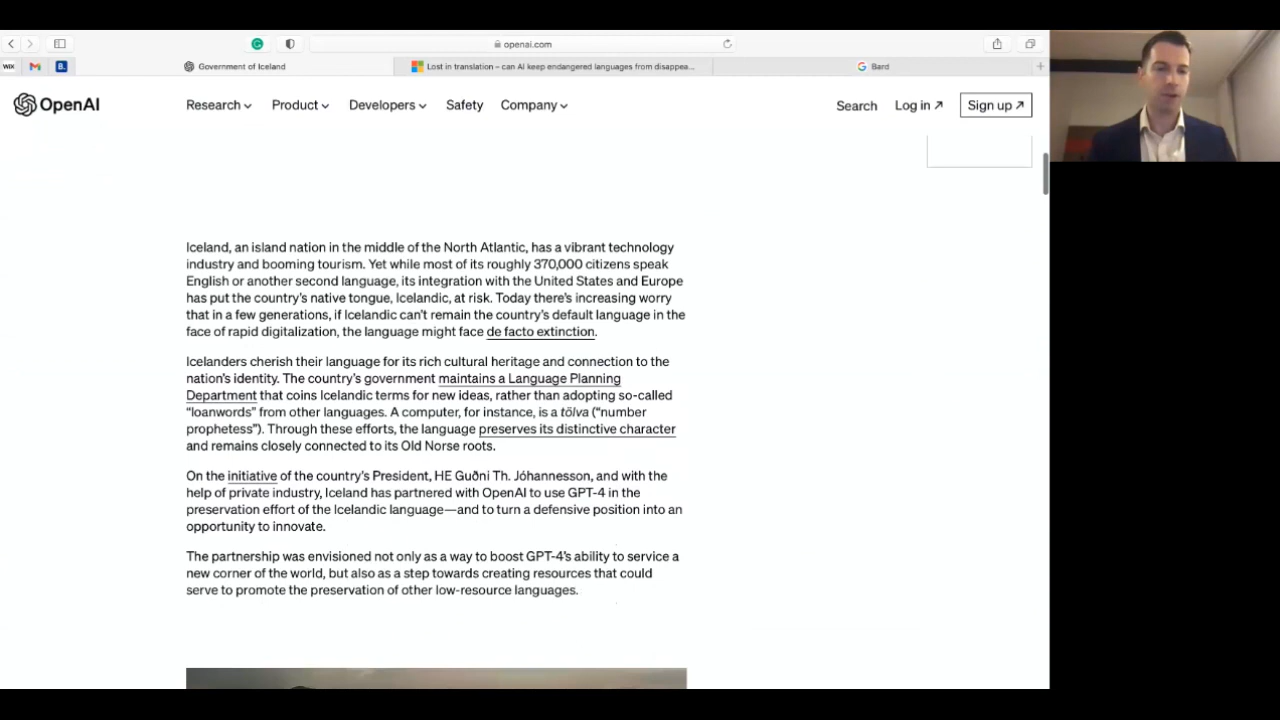 openai.com
WIX
B.
Government of Iceland
Lost in translation – can AI keep endangered languages from disappea...
Bard
OpenAI
Research
Product
Developers
Safety
Company
Search
Log in ↗
Sign up ↗
Iceland, an island nation in the middle of the North Atlantic, has a vibrant technology
industry and booming tourism. Yet while most of its roughly 370,000 citizens speak
English or another second language, its integration with the United States and Europe
has put the country’s native tongue, Icelandic, at risk. Today there’s increasing worry
that in a few generations, if Icelandic can’t remain the country’s default language in the
face of rapid digitalization, the language might face de facto extinction.
Icelanders cherish their language for its rich cultural heritage and connection to the
nation’s identity. The country’s government maintains a Language Planning
Department that coins Icelandic terms for new ideas, rather than adopting so-called
“loanwords” from other languages. A computer, for instance, is a tölva (“number
prophetess”). Through these efforts, the language preserves its distinctive character
and remains closely connected to its Old Norse roots.
On the initiative of the country’s President, HE Guðni Th. Jóhannesson, and with the
help of private industry, Iceland has partnered with OpenAI to use GPT-4 in the
preservation effort of the Icelandic language—and to turn a defensive position into an
opportunity to innovate.
The partnership was envisioned not only as a way to boost GPT-4’s ability to service a
new corner of the world, but also as a step towards creating resources that could
serve to promote the preservation of other low-resource languages.